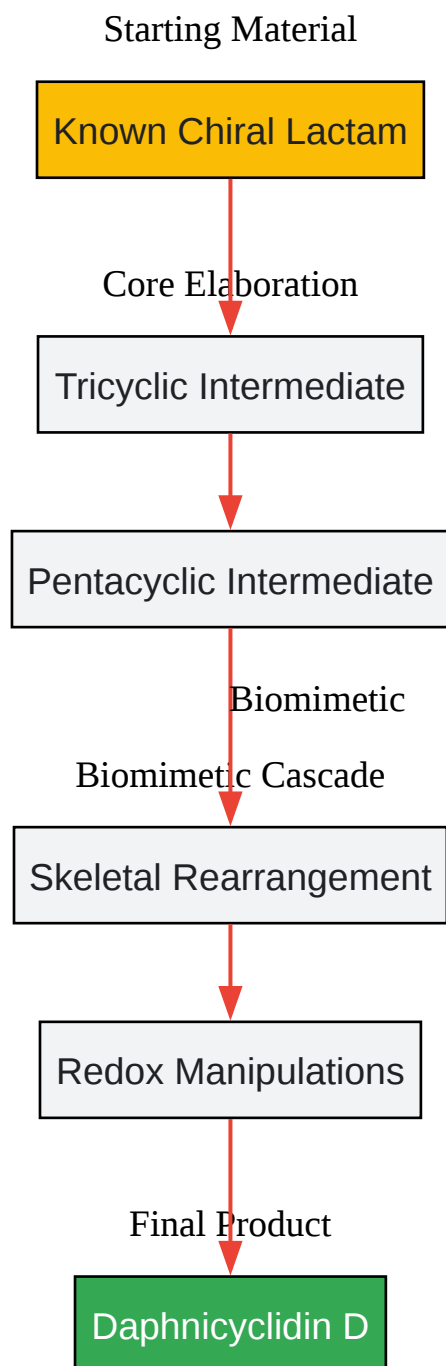 Starting Material
Known Chiral Lactam
Core Elaboration
Tricyclic Intermediate
Pentacyclic Intermediate
Biomimetic
Biomimetic Cascade
Skeletal Rearrangement
Redox Manipulations
Final Product
Daphnicyclidin D